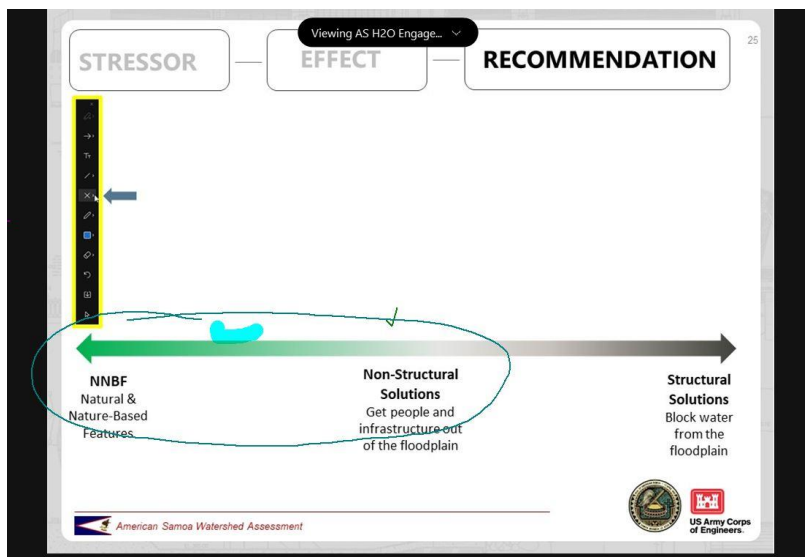 Viewing AS H2O Engage...
25
STRESSOR
EFFECT
RECOMMENDATION
Tт
NNBF
Natural &
Nature-Based
Features
Non-Structural
Solutions
Get people and
infrastructure out
of the floodplain
Structural
Solutions
Block water
from the
floodplain
American Samoa Watershed Assessment
US Army Corps
of Engineers.